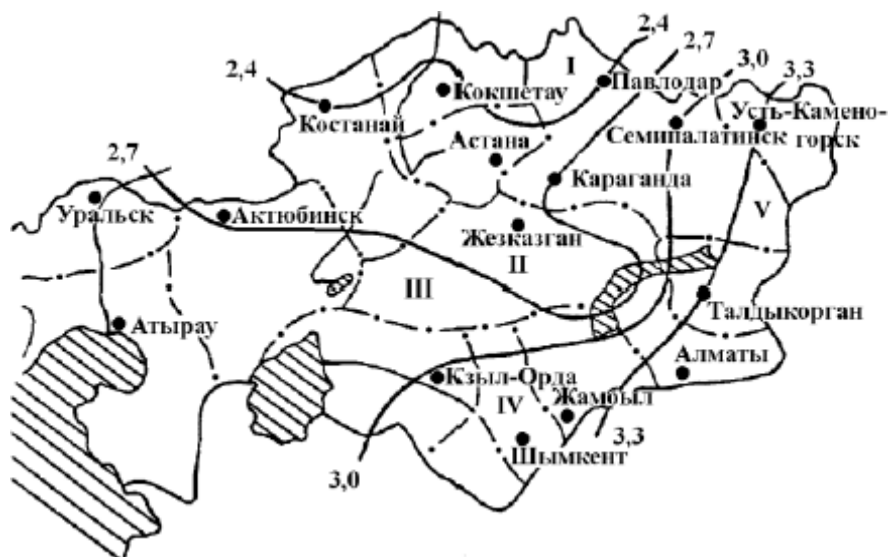 2,4
2,7
3,0
3,3
I
2,4
Кокшетау
Павлодар
Усть-Камено-
горск
Костанай
Семипалатинск
Астана
2,7
Караганда
Уральск
Актюбинск
Жезказган
V
II
III
Атырау
Талдыкорган
Алматы
Кзыл-Орда
IV
Жамбыл
3,3
Шымкент
3,0